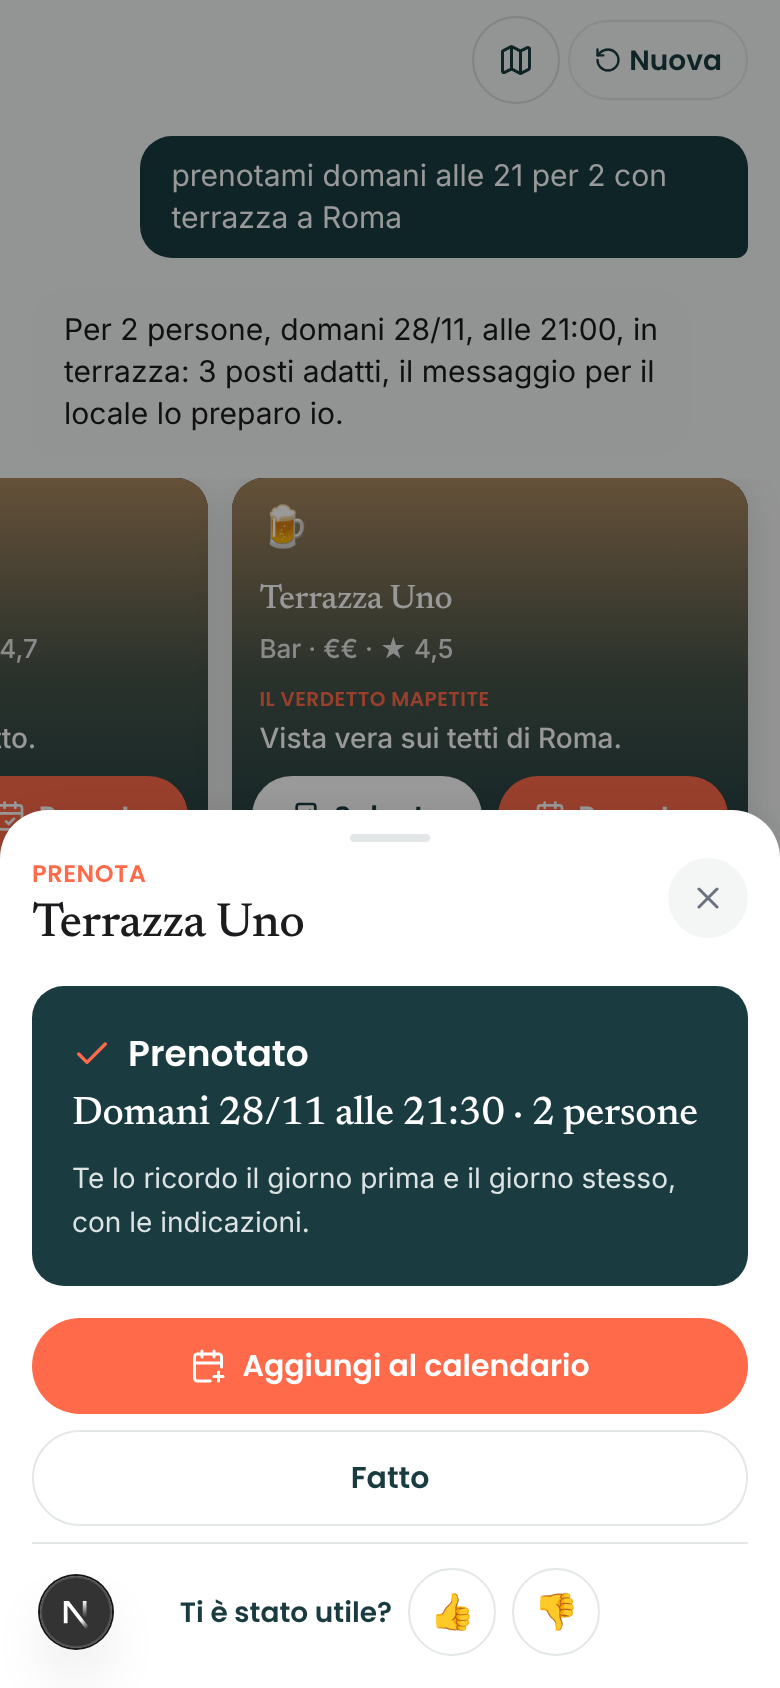 Nuova
prenotami domani alle 21 per 2 con
terrazza a Roma
Per 2 persone, domani 28/11, alle 21:00, in
terrazza: 3 posti adatti, il messaggio per il
locale lo preparo io.
4,7
Terrazza Uno
Bar · €€ · ★ 4,5
IL VERDETTO MAPETITE
Vista vera sui tetti di Roma.
PRENOTA
Terrazza Uno
Prenotato
Domani 28/11 alle 21:30 · 2 persone
Te lo ricordo il giorno prima e il giorno stesso,
con le indicazioni.
Aggiungi al calendario
Fatto
N
Ti è stato utile?